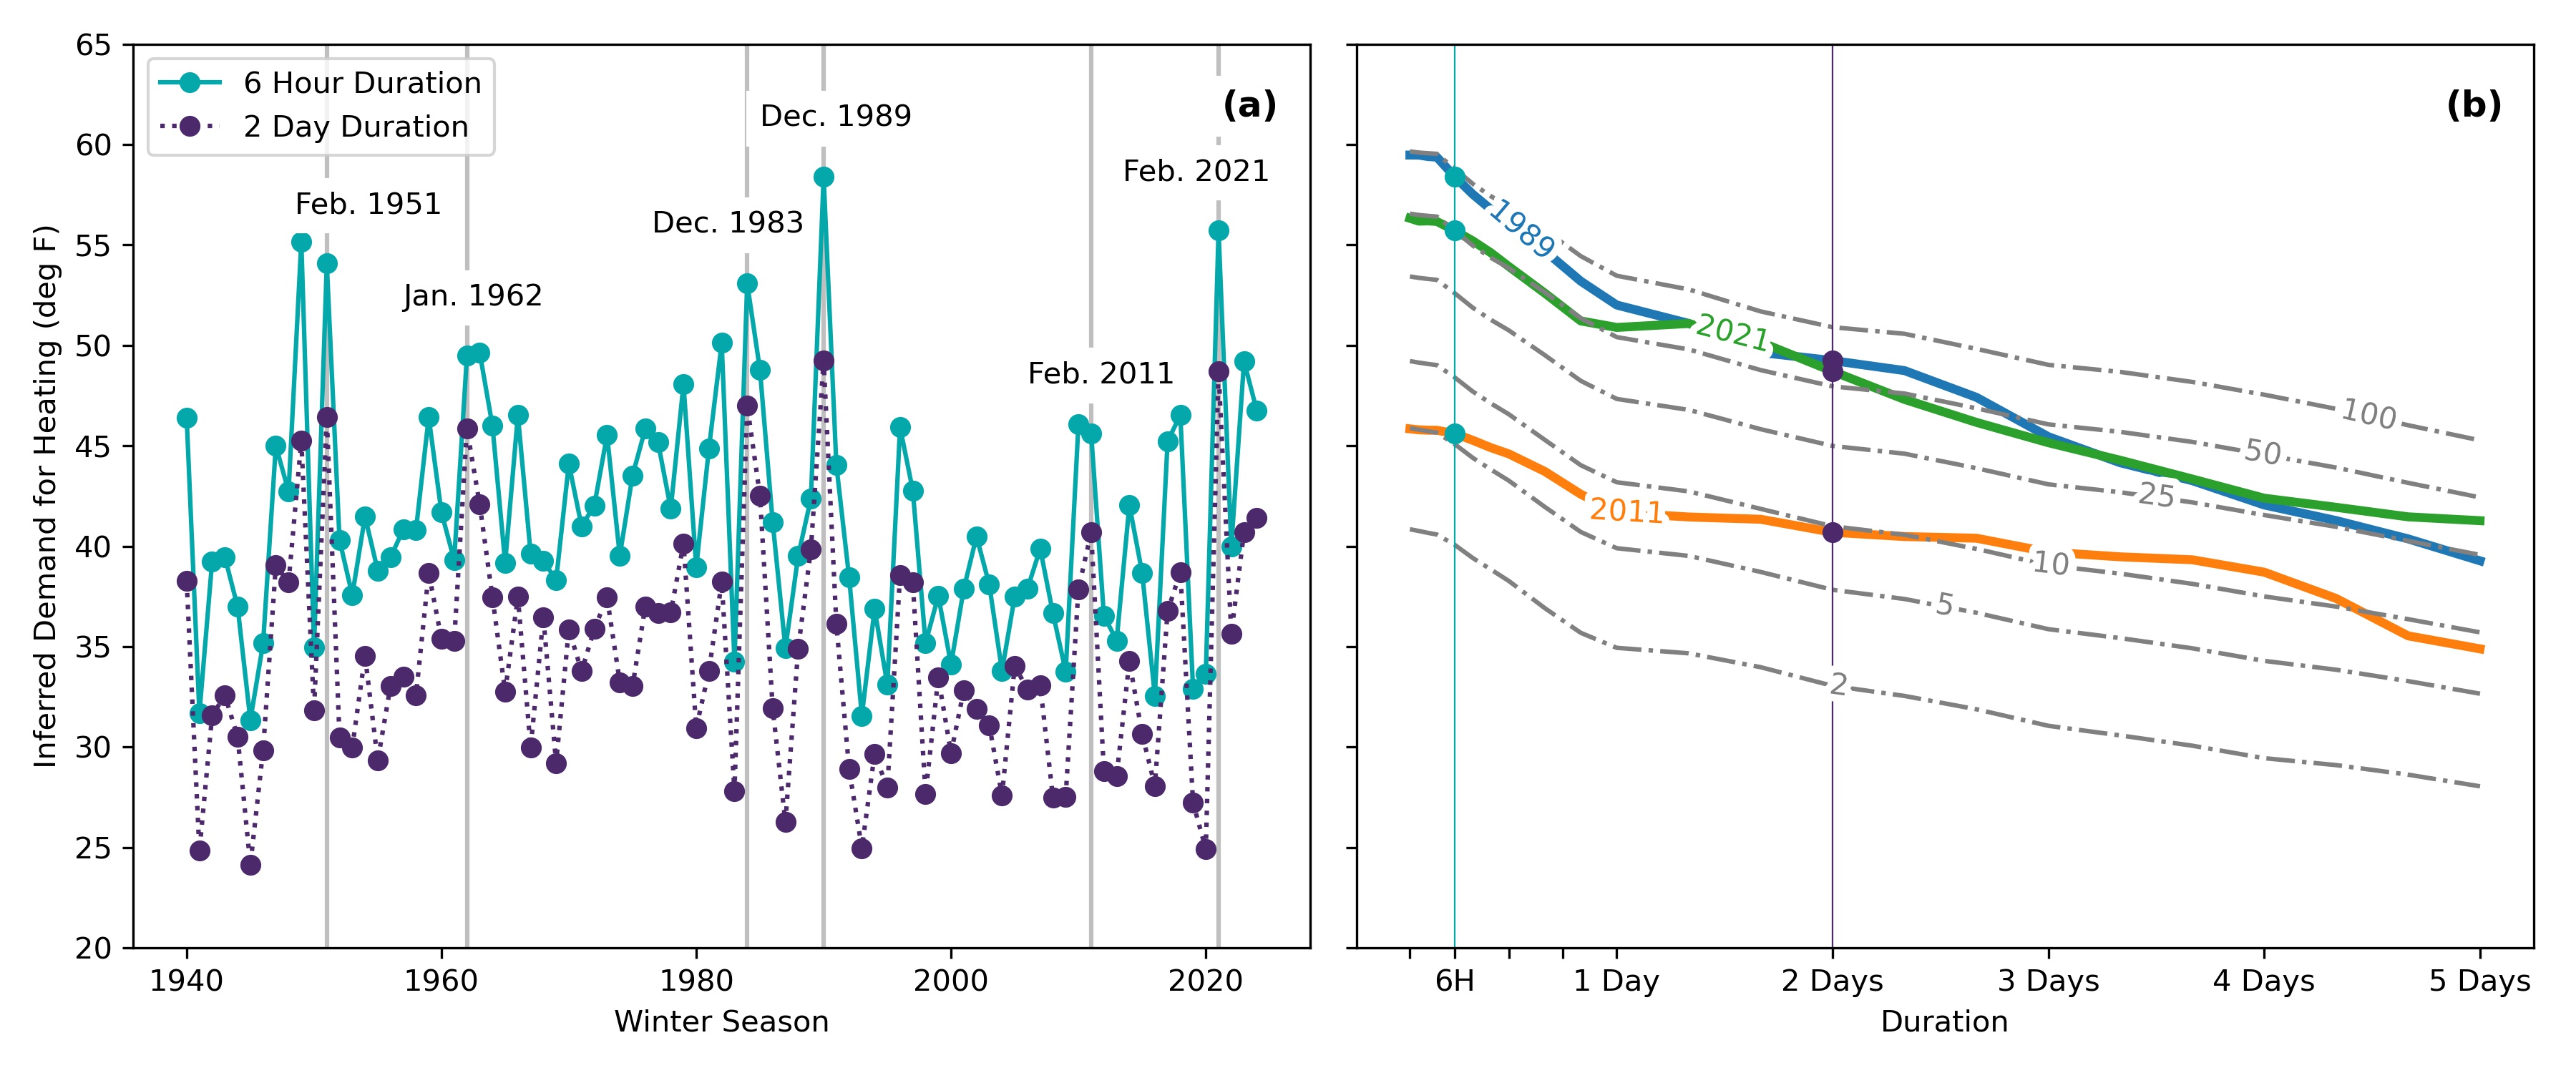 65
60
55
50
45
40
35
30
25
20
Inferred Demand for Heating (deg F)
6 Hour Duration
2 Day Duration
(a)
Dec. 1989
Feb. 2021
Feb. 1951
Dec. 1983
Jan. 1962
Feb. 2011
1940
1960
1980
2000
2020
Winter Season
(b)
1989
2021
2011
100
50
25
10
5
2
6H
1 Day
2 Days
3 Days
4 Days
5 Days
Duration